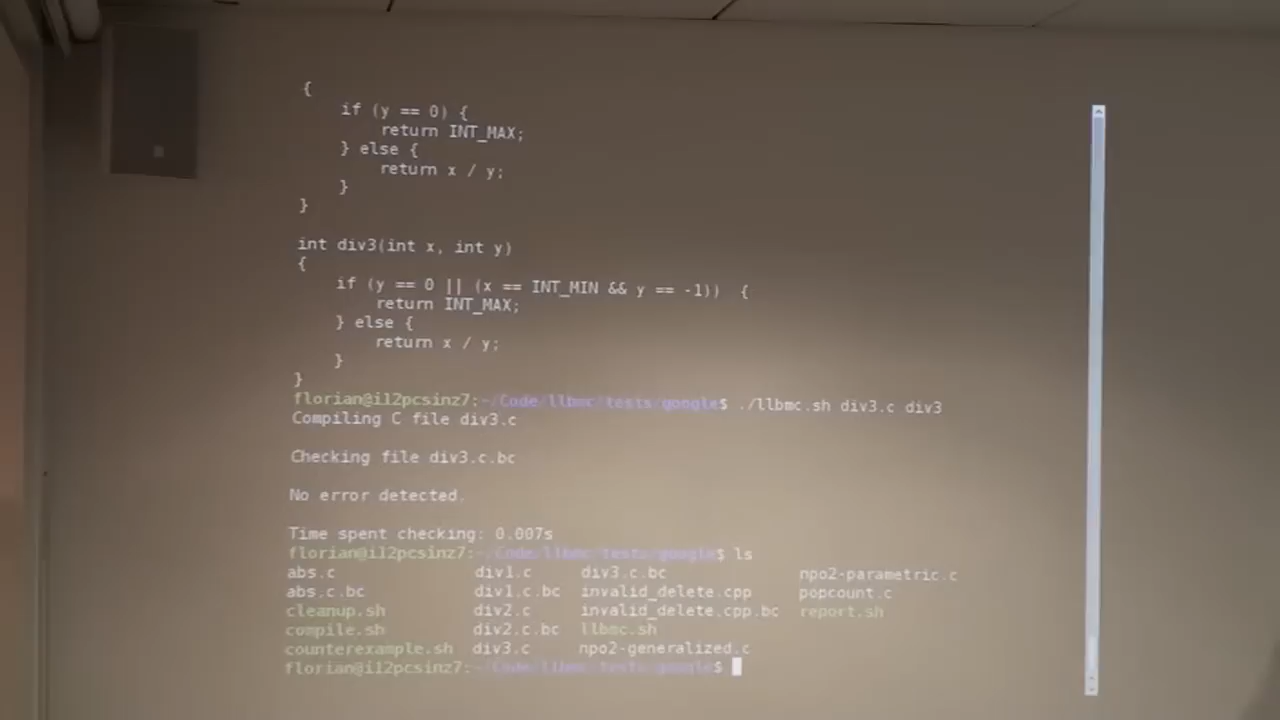 {
    if (y == 0) {
        return INT_MAX;
    } else {
        return x / y;
    }
}
int div3(int x, int y)
{
    if (y == 0 || (x == INT_MIN && y == -1))  {
        return INT_MAX;
    } else {
        return x / y;
    }
}
florian@i12pcsinz7:~/Code/llbmc/tests/google$ ./llbmc.sh div3.c div3
Compiling C file div3.c
Checking file div3.c.bc
No error detected.
Time spent checking: 0.007s
florian@i12pcsinz7:~/Code/llbmc/tests/google$ ls
abs.c div1.c div3.c.bc npo2-parametric.c
abs.c.bc div1.c.bc invalid_delete.cpp popcount.c
cleanup.sh div2.c invalid_delete.cpp.bc report.sh
compile.sh div2.c.bc llbmc.sh
counterexample.sh div3.c npo2-generalized.c
florian@i12pcsinz7:~/Code/llbmc/tests/google$